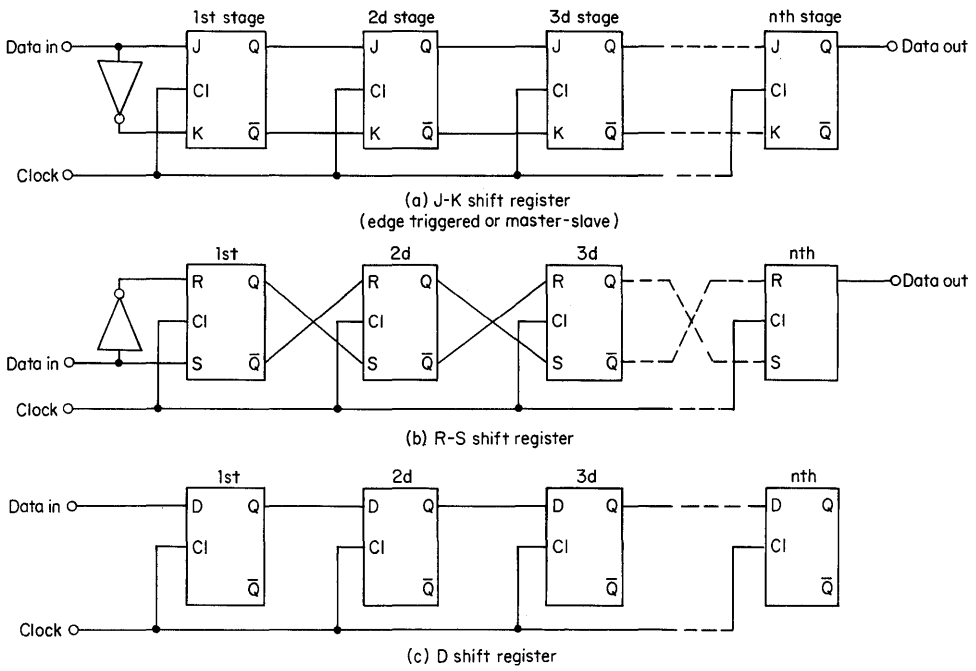 1st stage 2d stage 3d stage nth stage
Data in J Q J Q J Q J Q Data out
Cl Cl Cl Cl
K Q̅ K Q̅ K Q̅ K Q̅
Clock
(a) J-K shift register
(edge triggered or master-slave)
1st 2d 3d nth
R Q R Q R Q R Data out
Cl Cl Cl Cl
Data in S Q̅ S Q̅ S Q̅ S
Clock
(b) R-S shift register
1st 2d 3d nth
Data in D Q D Q D Q D Q
Cl Cl Cl Cl
Q̅ Q̅ Q̅ Q̅
Clock
(c) D shift register